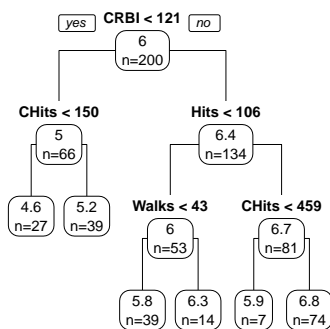 yes CRBI < 121 no
6
n=200
CHits < 150 Hits < 106
5 6.4
n=66 n=134
Walks < 43 CHits < 459
4.6 5.2 6 6.7
n=27 n=39 n=53 n=81
5.8 6.3 5.9 6.8
n=39 n=14 n=7 n=74